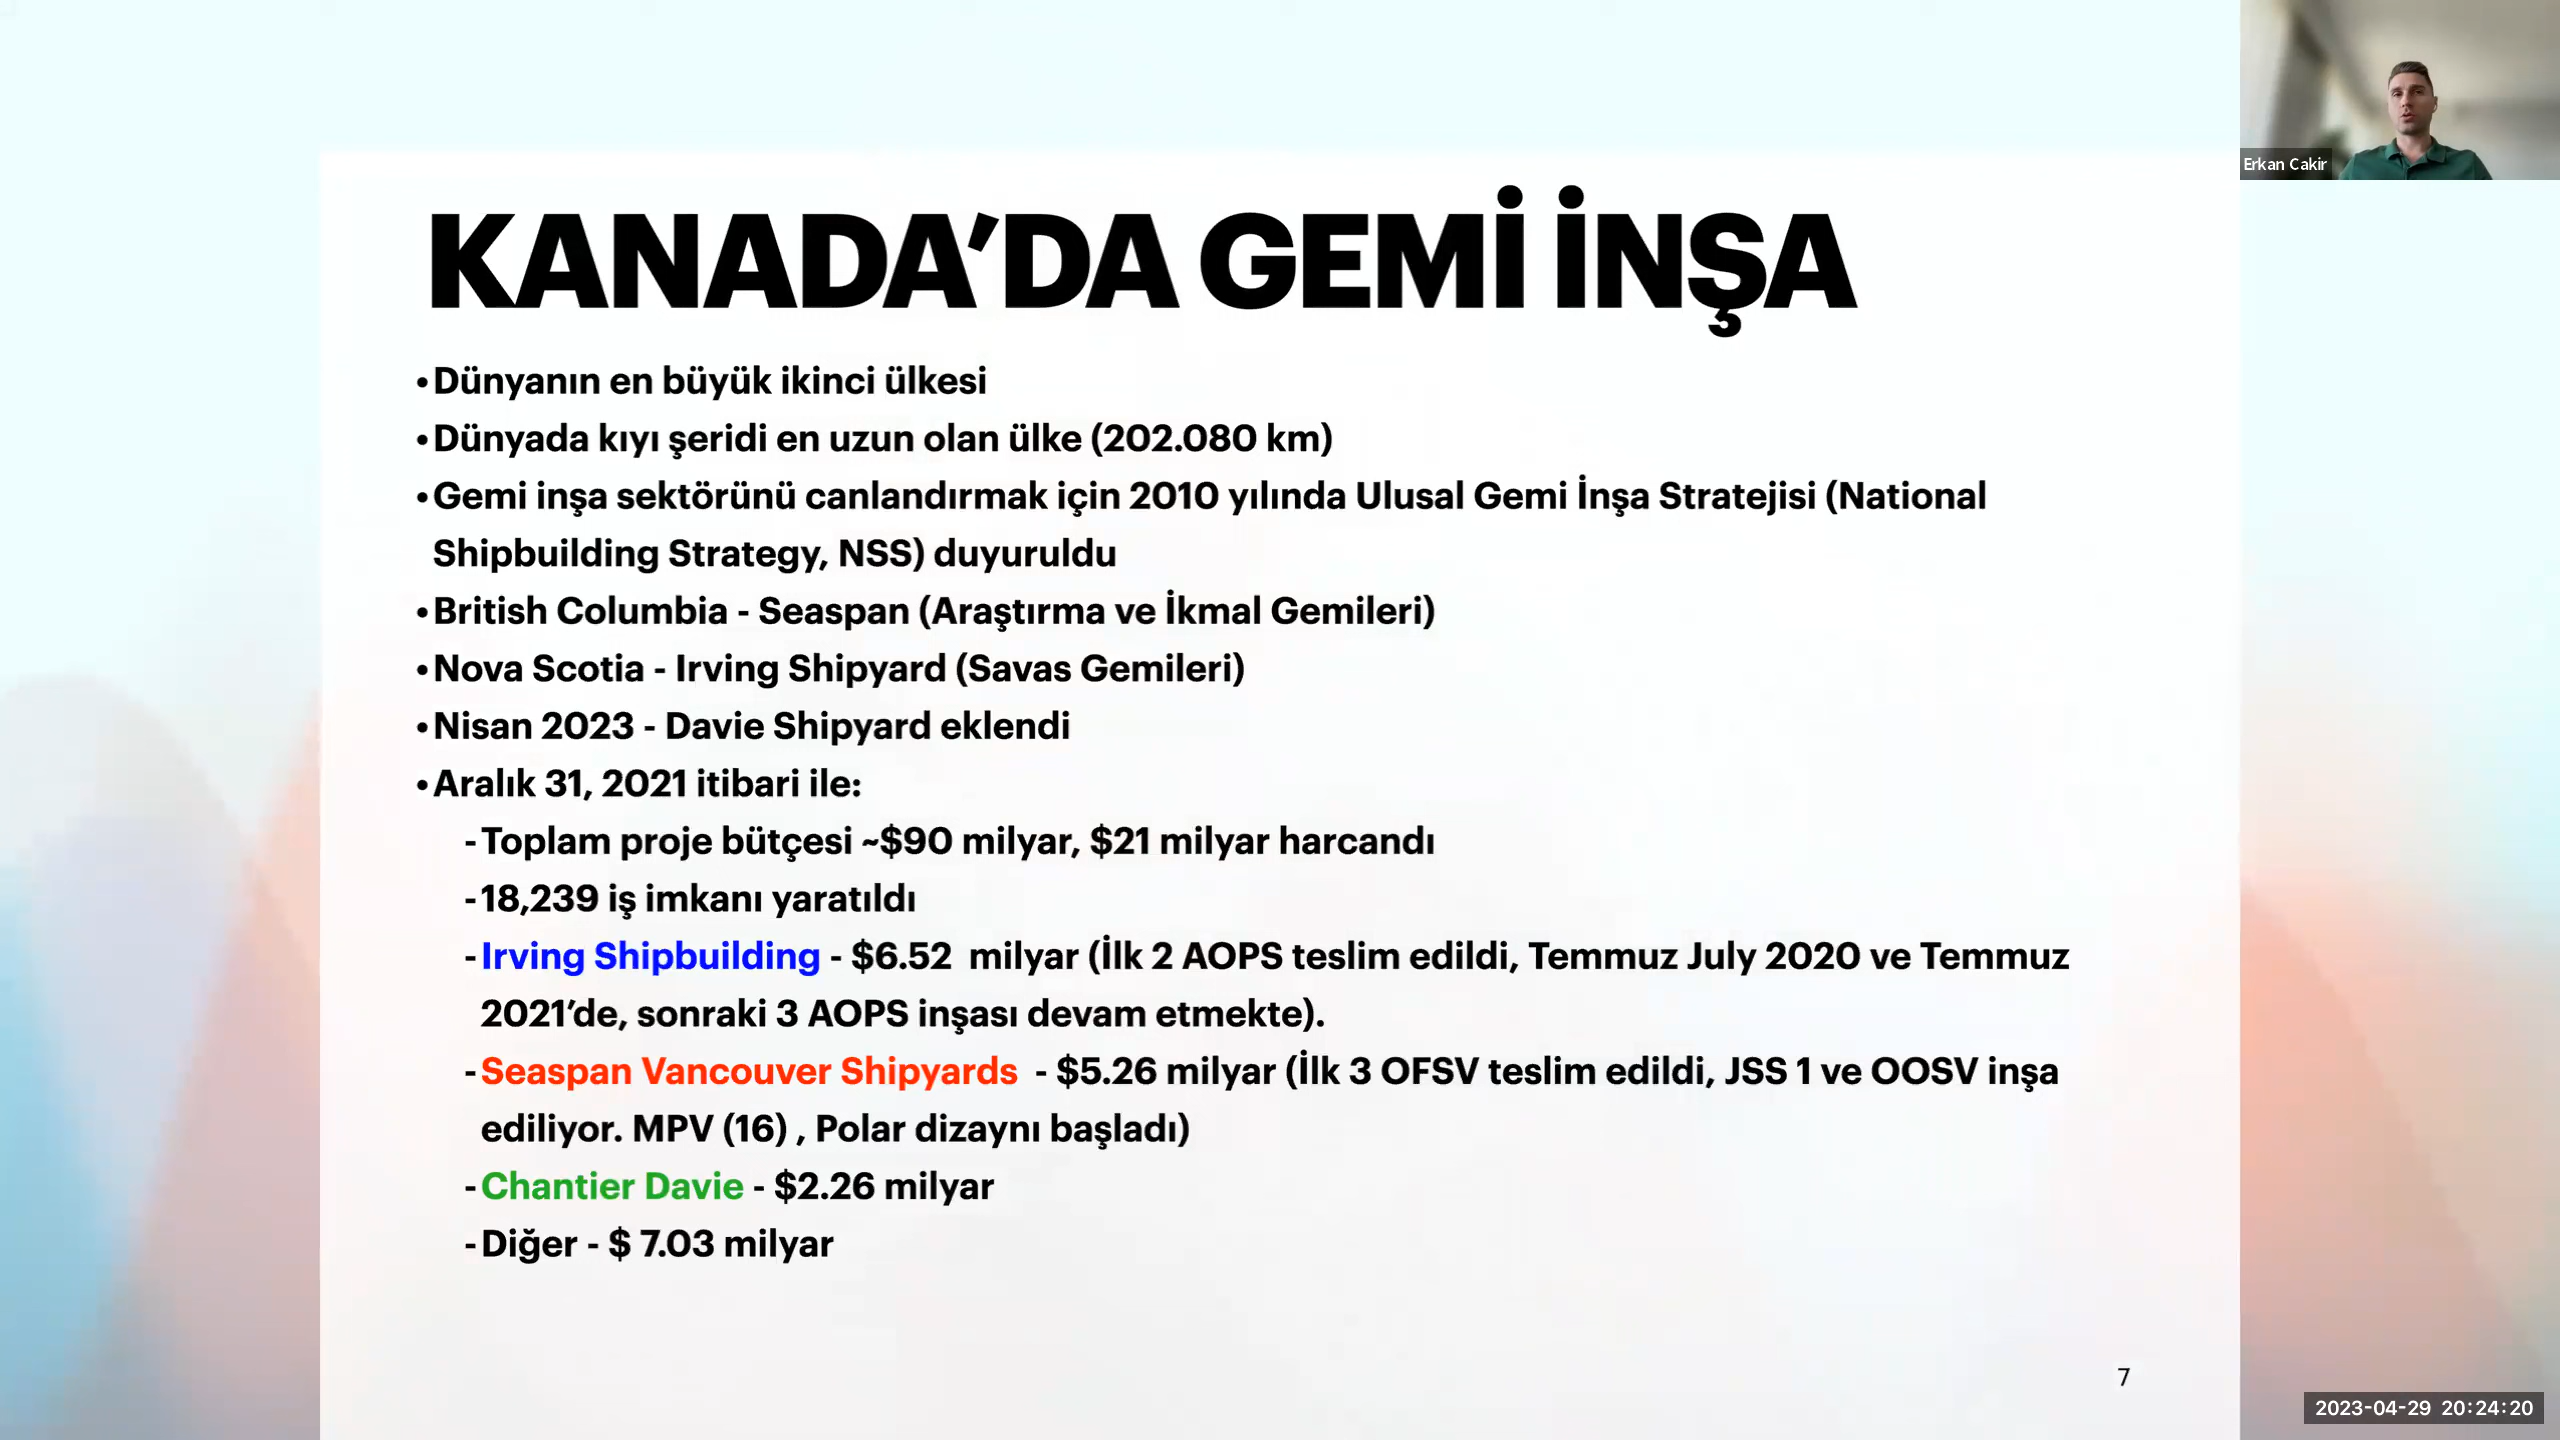 Erkan Cakir
KANADA’DA GEMİ İNŞA
•Dünyanın en büyük ikinci ülkesi
•Dünyada kıyı şeridi en uzun olan ülke (202.080 km)
•Gemi inşa sektörünü canlandırmak için 2010 yılında Ulusal Gemi İnşa Stratejisi (National
Shipbuilding Strategy, NSS) duyuruldu
•British Columbia - Seaspan (Araştırma ve İkmal Gemileri)
•Nova Scotia - Irving Shipyard (Savas Gemileri)
•Nisan 2023 - Davie Shipyard eklendi
•Aralık 31, 2021 itibari ile:
-Toplam proje bütçesi ~$90 milyar, $21 milyar harcandı
-18,239 iş imkanı yaratıldı
-Irving Shipbuilding - $6.52 milyar (İlk 2 AOPS teslim edildi, Temmuz July 2020 ve Temmuz
2021’de, sonraki 3 AOPS inşası devam etmekte).
-Seaspan Vancouver Shipyards - $5.26 milyar (İlk 3 OFSV teslim edildi, JSS 1 ve OOSV inşa
ediliyor. MPV (16) , Polar dizaynı başladı)
-Chantier Davie - $2.26 milyar
-Diğer - $ 7.03 milyar
7
2023-04-29 20:24:20